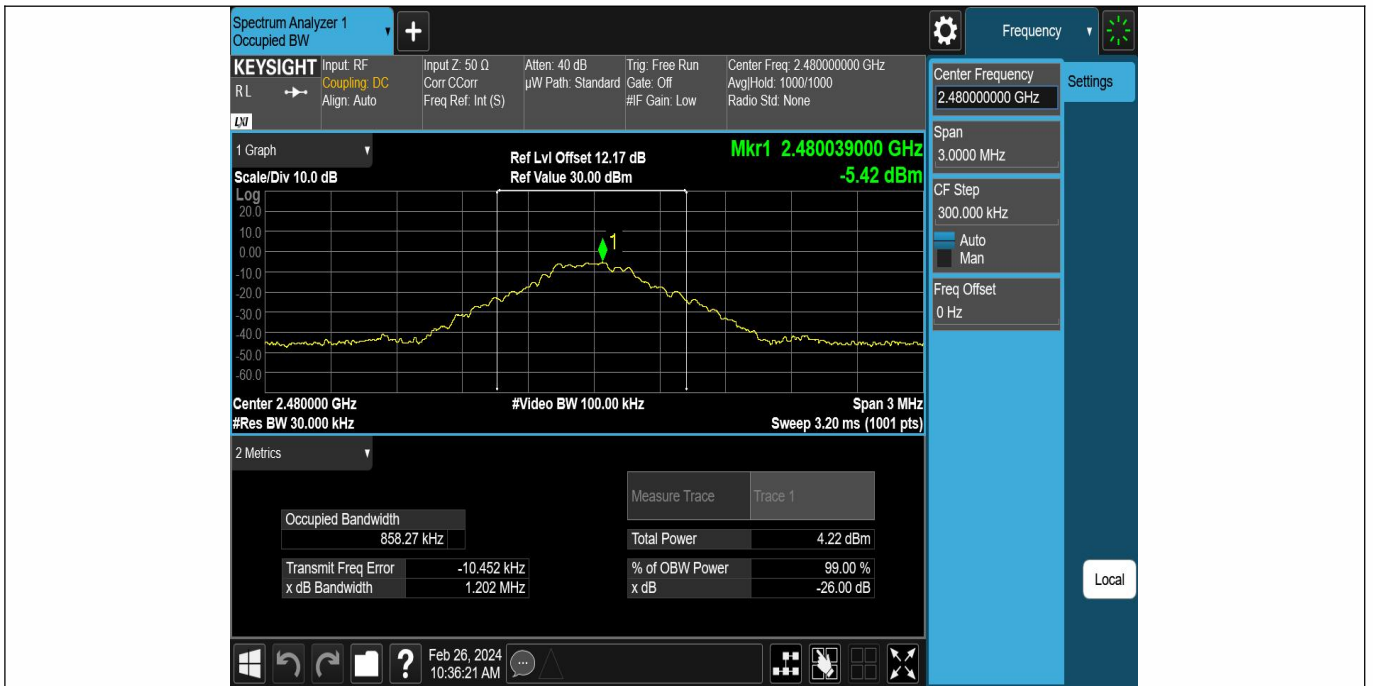 Spectrum Analyzer 1
Occupied BW
+
Frequency
KEYSIGHT
RL
LXI
Input: RF
Coupling: DC
Align: Auto
Input Z: 50 Ω
Corr CCorr
Freq Ref: Int (S)
Atten: 40 dB
µW Path: Standard
Trig: Free Run
Gate: Off
#IF Gain: Low
Center Freq: 2.480000000 GHz
Avg|Hold: 1000/1000
Radio Std: None
Center Frequency
2.480000000 GHz
Settings
Span
3.0000 MHz
CF Step
300.000 kHz
Auto
Man
Freq Offset
0 Hz
Local
1 Graph
Scale/Div 10.0 dB
Ref Lvl Offset 12.17 dB
Ref Value 30.00 dBm
Mkr1 2.480039000 GHz
-5.42 dBm
Log
20.0
10.0
0.00
-10.0
-20.0
-30.0
-40.0
-50.0
-60.0
1
Center 2.480000 GHz
#Video BW 100.00 kHz
Span 3 MHz
#Res BW 30.000 kHz
Sweep 3.20 ms (1001 pts)
2 Metrics
Measure Trace
Trace 1
Occupied Bandwidth
858.27 kHz
Total Power
4.22 dBm
Transmit Freq Error
-10.452 kHz
% of OBW Power
99.00 %
x dB Bandwidth
1.202 MHz
x dB
-26.00 dB
?
Feb 26, 2024
10:36:21 AM